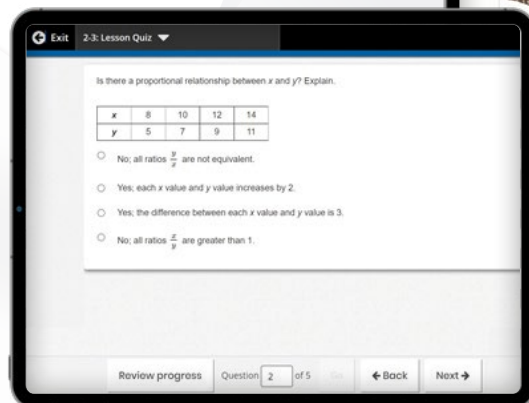 Exit 2-3: Lesson Quiz
Is there a proportional relationship between x and y? Explain.
x 8 10 12 14
y 5 7 9 11
No; all ratios y/x are not equivalent.
Yes; each x value and y value increases by 2.
Yes; the difference between each x value and y value is 3.
No; all ratios x/y are greater than 1.
Review progress Question 2 of 5 Go Back Next